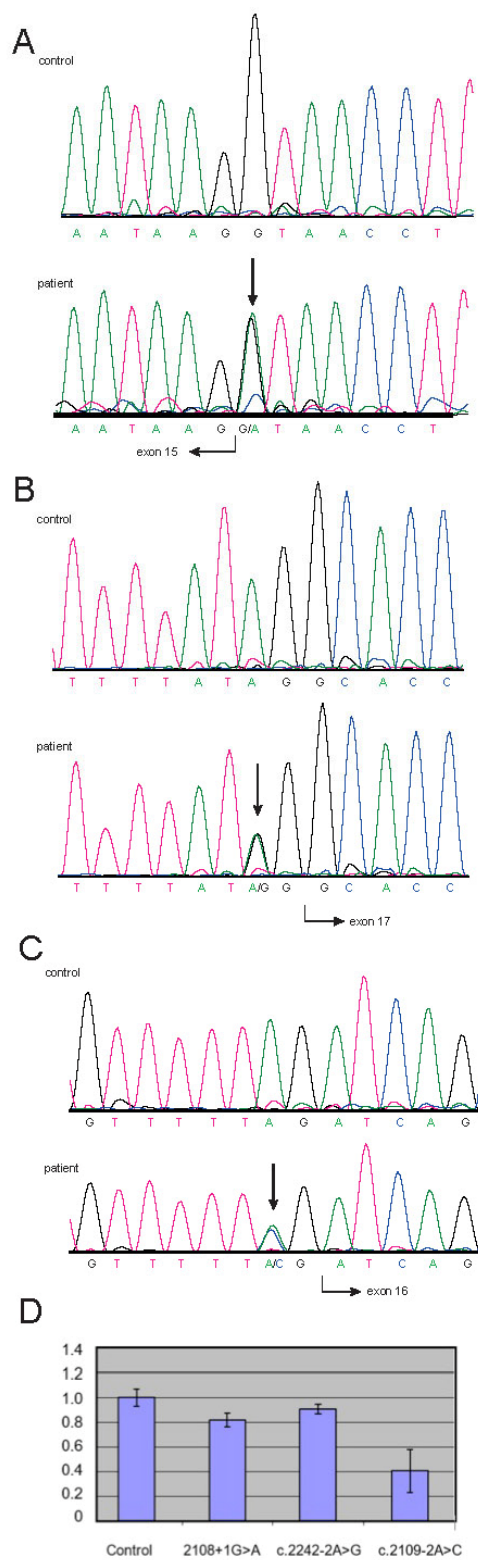 A
control
A A T A A G G T A A C C T
patient
A A T A A G G/A T A A C C T
exon 15
B
control
T T T T A T A G G C A C C
patient
T T T T A T A/G G G C A C C
exon 17
C
control
G T T T T T A G A T C A G
patient
G T T T T T A/C G A T C A G
exon 16
D
1.4
1.2
1.0
0.8
0.6
0.4
0.2
0
Control 2108+1G>A c.2242-2A>G c.2109-2A>C